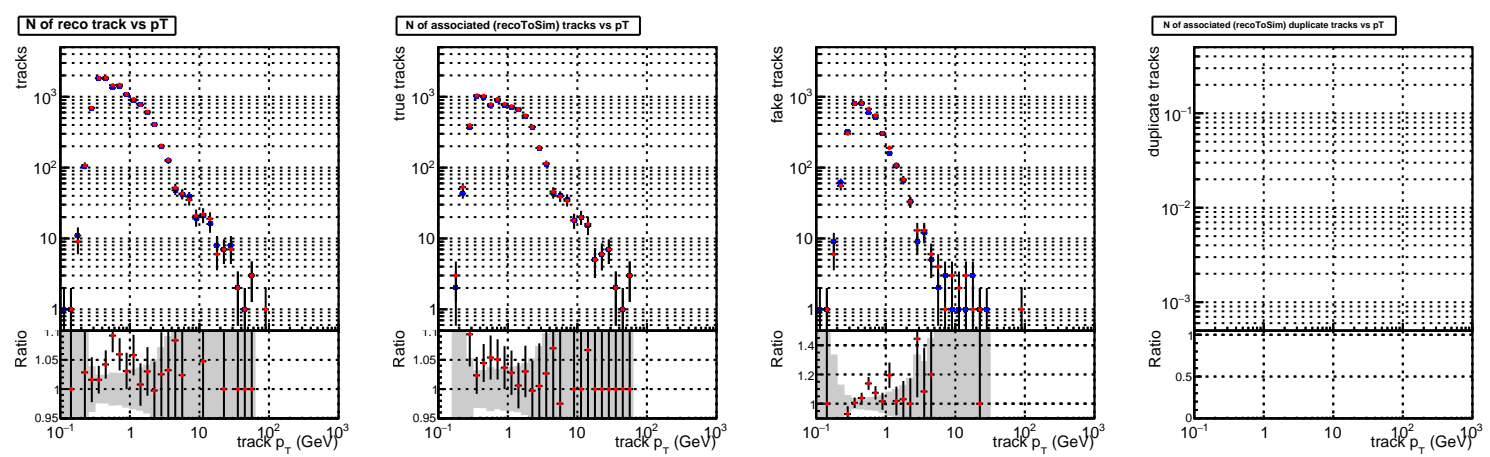 N of reco track vs pT
tracks
10³
10²
10
1
Ratio
1.1
1.05
1
0.95
10⁻¹ 1 10 10² 10³
track p_T (GeV)
N of associated (recoToSim) tracks vs pT
true tracks
10³
10²
10
1
Ratio
1.1
1.05
1
0.95
10⁻¹ 1 10 10² 10³
track p_T (GeV)
fake tracks
10³
10²
10
1
Ratio
1.4
1.2
1
10⁻¹ 1 10 10² 10³
track p_T (GeV)
N of associated (recoToSim) duplicate tracks vs pT
duplicate tracks
10⁻¹
10⁻²
10⁻³
Ratio
1
0.5
0
10⁻¹ 1 10 10² 10³
track p_T (GeV)